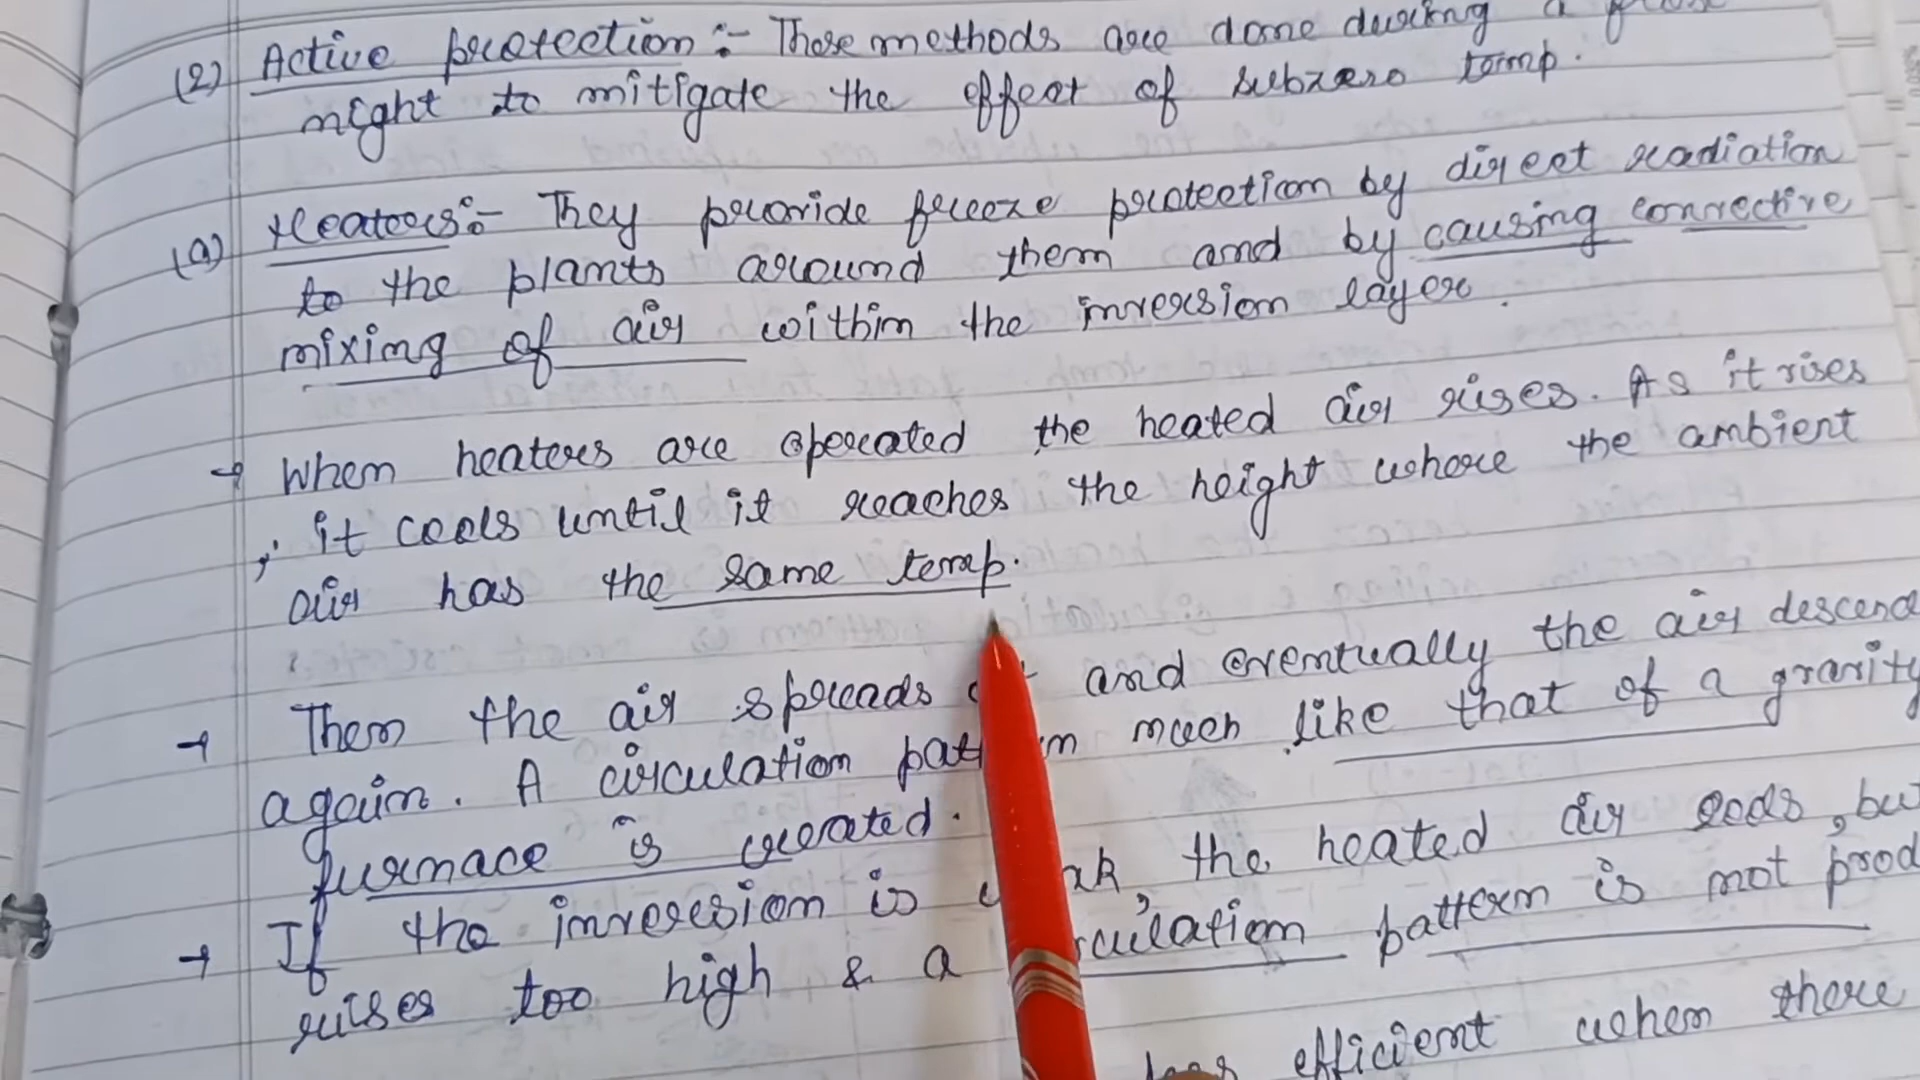 (2) Active protection :- These methods are done during a
night to mitigate the effect of subzero temp.
(a) Heaters:- They provide freeze protection by direct radiation
to the plants around them and by causing convective
mixing of air within the inversion layer.
→ When heaters are operated the heated air rises. As it rises
, it cools until it reaches the height where the ambient
air has the same temp.
→ Then the air spreads and eventually the air descend
again. A circulation much like that of a gravity
furnace is created.
→ If the inversion is, the heated air, but
rises too high & a pattern is not prod
efficient when there